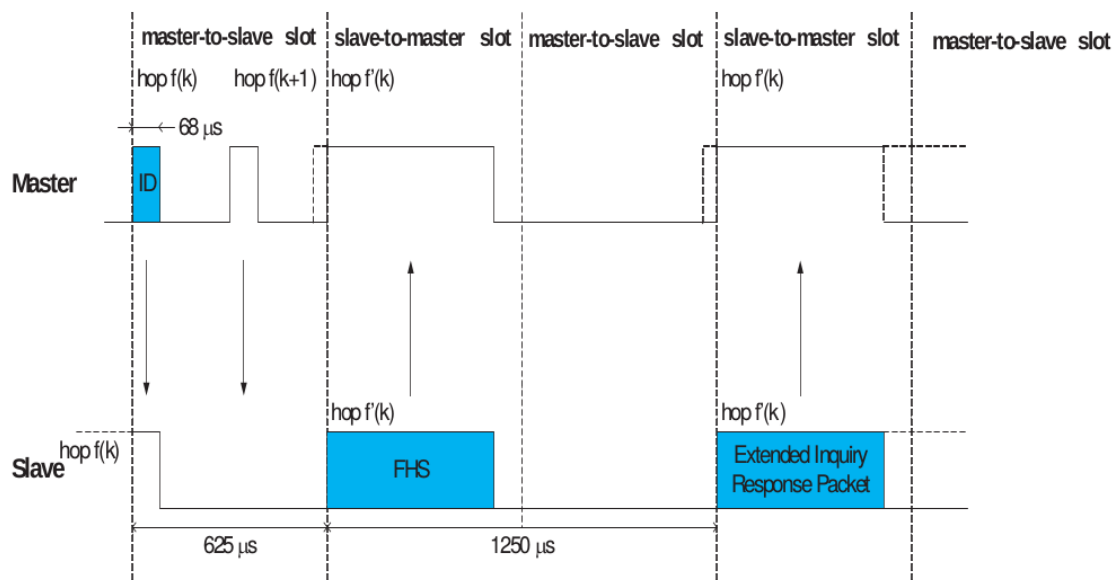 master-to-slave slot
slave-to-master slot
master-to-slave slot
slave-to-master slot
master-to-slave slot
hop f(k)
hop f(k+1)
hop f'(k)
hop f'(k)
68 μs
Master
ID
hop f'(k)
hop f'(k)
hop f(k)
Slave
FHS
Extended Inquiry
Response Packet
625 μs
1250 μs